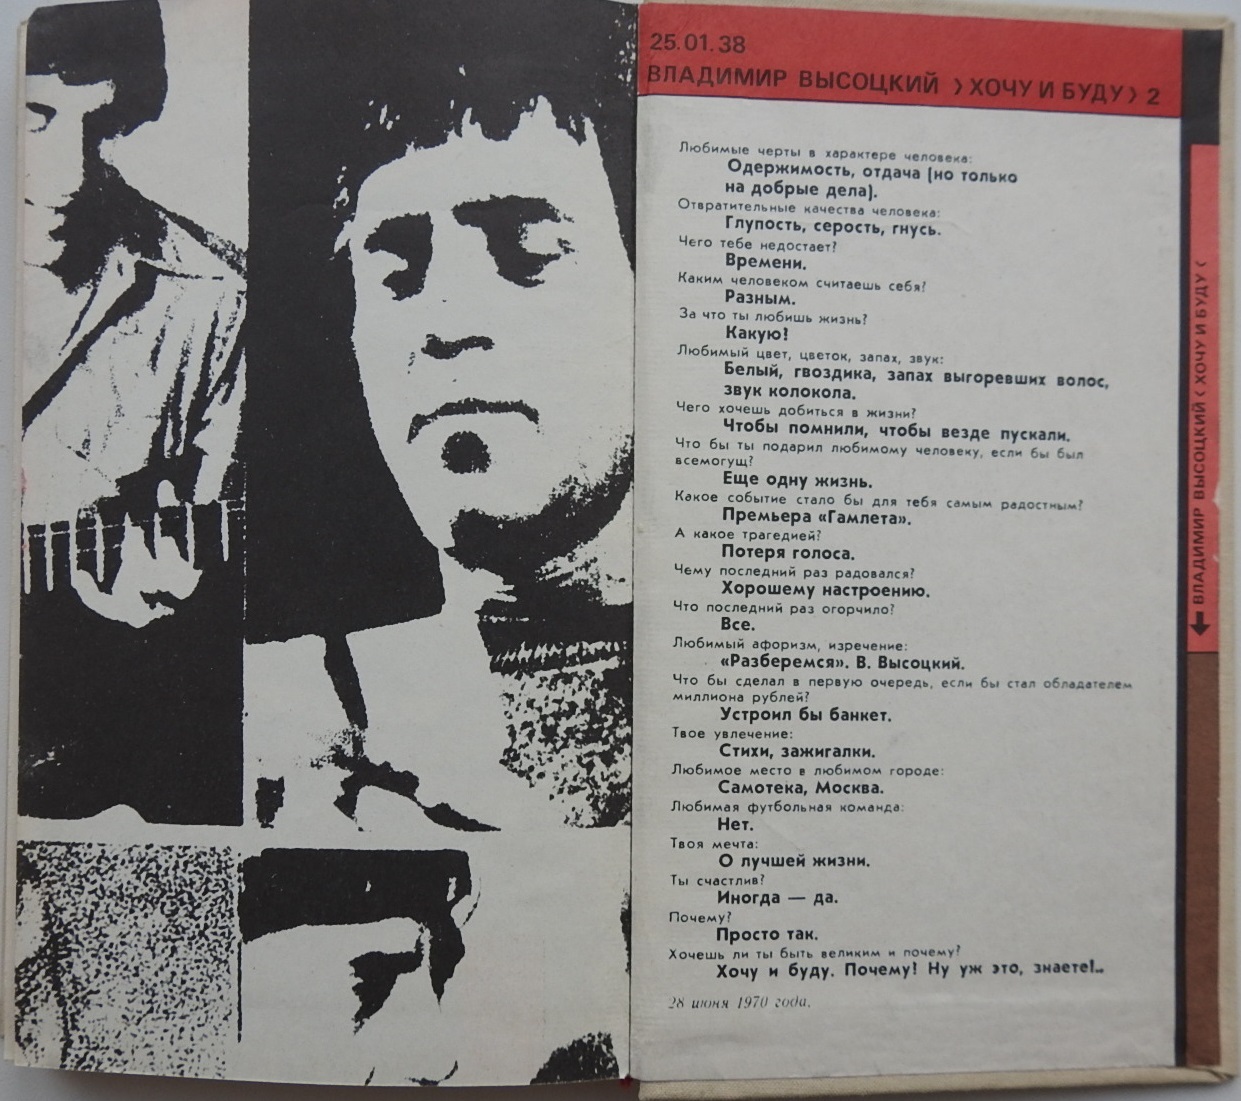 25.01.38
ВЛАДИМИР ВЫСОЦКИЙ › ХОЧУ И БУДУ › 2
Любимые черты в характере человека:
Одержимость, отдача (но только
на добрые дела).
Отвратительные качества человека:
Глупость, серость, гнусь.
Чего тебе недостает?
Времени.
Каким человеком считаешь себя?
Разным.
За что ты любишь жизнь?
Какую!
Любимый цвет, цветок, запах, звук:
Белый, гвоздика, запах выгоревших волос,
звук колокола.
Чего хочешь добиться в жизни?
Чтобы помнили, чтобы везде пускали.
Что бы ты подарил любимому человеку, если бы был
всемогущ?
Еще одну жизнь.
Какое событие стало бы для тебя самым радостным?
Премьера «Гамлета».
А какое трагедией?
Потеря голоса.
Чему последний раз радовался?
Хорошему настроению.
Что последний раз огорчило?
Все.
Любимый афоризм, изречение:
«Разберемся». В. Высоцкий.
Что бы сделал в первую очередь, если бы стал обладателем
миллиона рублей?
Устроил бы банкет.
Твое увлечение:
Стихи, зажигалки.
Любимое место в любимом городе:
Самотека, Москва.
Любимая футбольная команда:
Нет.
Твоя мечта:
О лучшей жизни.
Ты счастлив?
Иногда — да.
Почему?
Просто так.
Хочешь ли ты быть великим и почему?
Хочу и буду. Почему! Ну уж это, знаете!..
28 июня 1970 года.
ВЛАДИМИР ВЫСОЦКИЙ ‹ ХОЧУ И БУДУ ‹